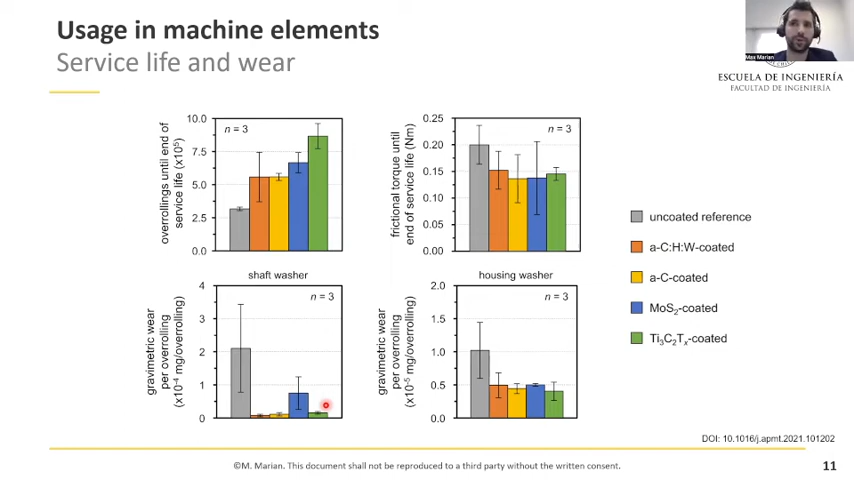 Usage in machine elements
Service life and wear
Max Marian
ESCUELA DE INGENIERÍA
FACULTAD DE INGENIERÍA
overrollings until end of
service life (x10⁵)
10.0
7.5
5.0
2.5
0.0
n = 3
frictional torque until
end of service life (Nm)
0.25
0.20
0.15
0.10
0.05
0.00
n = 3
shaft washer
gravimetric wear
per overrolling
(x10⁻⁴ mg/overrolling)
4
3
2
1
0
n = 3
housing washer
gravimetric wear
per overrolling
(x10⁻⁵ mg/overrolling)
2.0
1.5
1.0
0.5
0.0
n = 3
uncoated reference
a-C:H:W-coated
a-C-coated
MoS₂-coated
Ti₃C₂Tₓ-coated
DOI: 10.1016/j.apmt.2021.101202
©M. Marian. This document shall not be reproduced to a third party without the written consent.
11